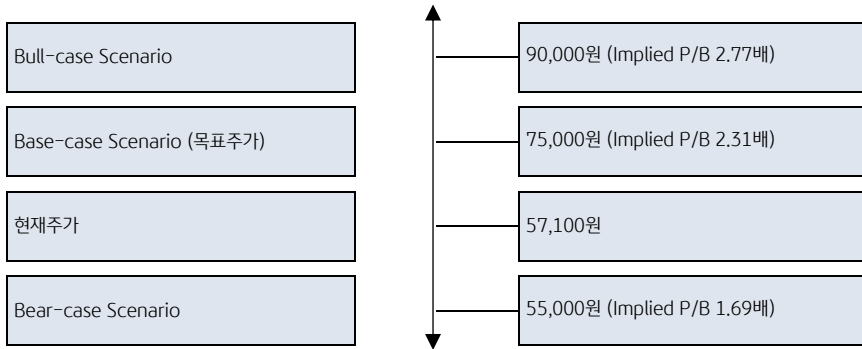 Bull-case Scenario
90,000원 (Implied P/B 2.77배)
Base-case Scenario (목표주가)
75,000원 (Implied P/B 2.31배)
현재주가
57,100원
Bear-case Scenario
55,000원 (Implied P/B 1.69배)